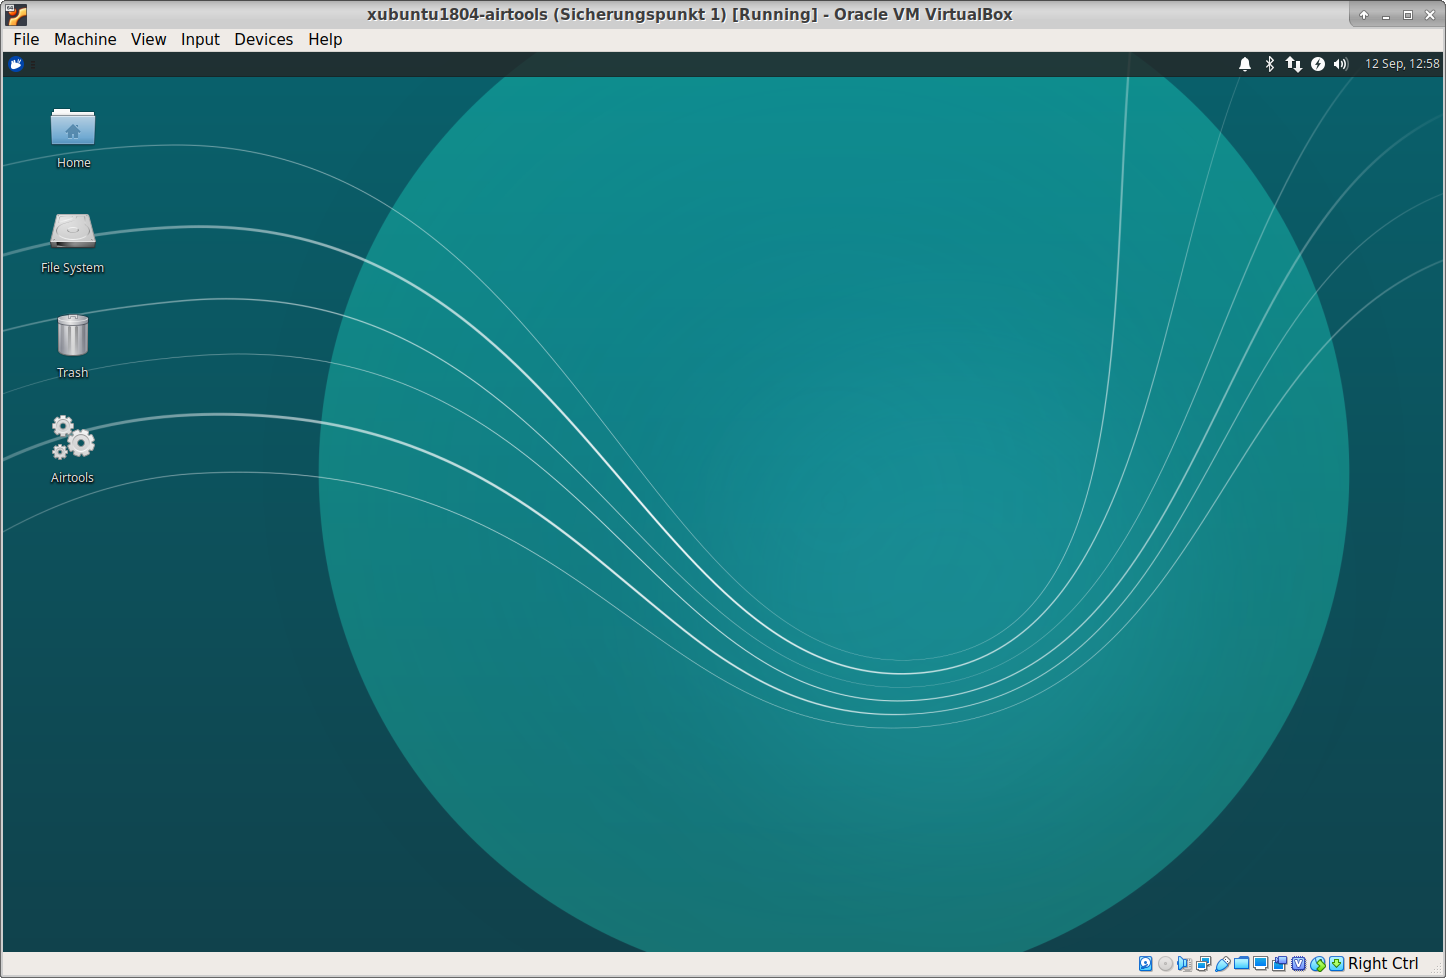 xubuntu1804-airtools (Sicherungspunkt 1) [Running] - Oracle VM VirtualBox
File Machine View Input Devices Help
12 Sep, 12:58
Home
File System
Trash
Airtools
Right Ctrl